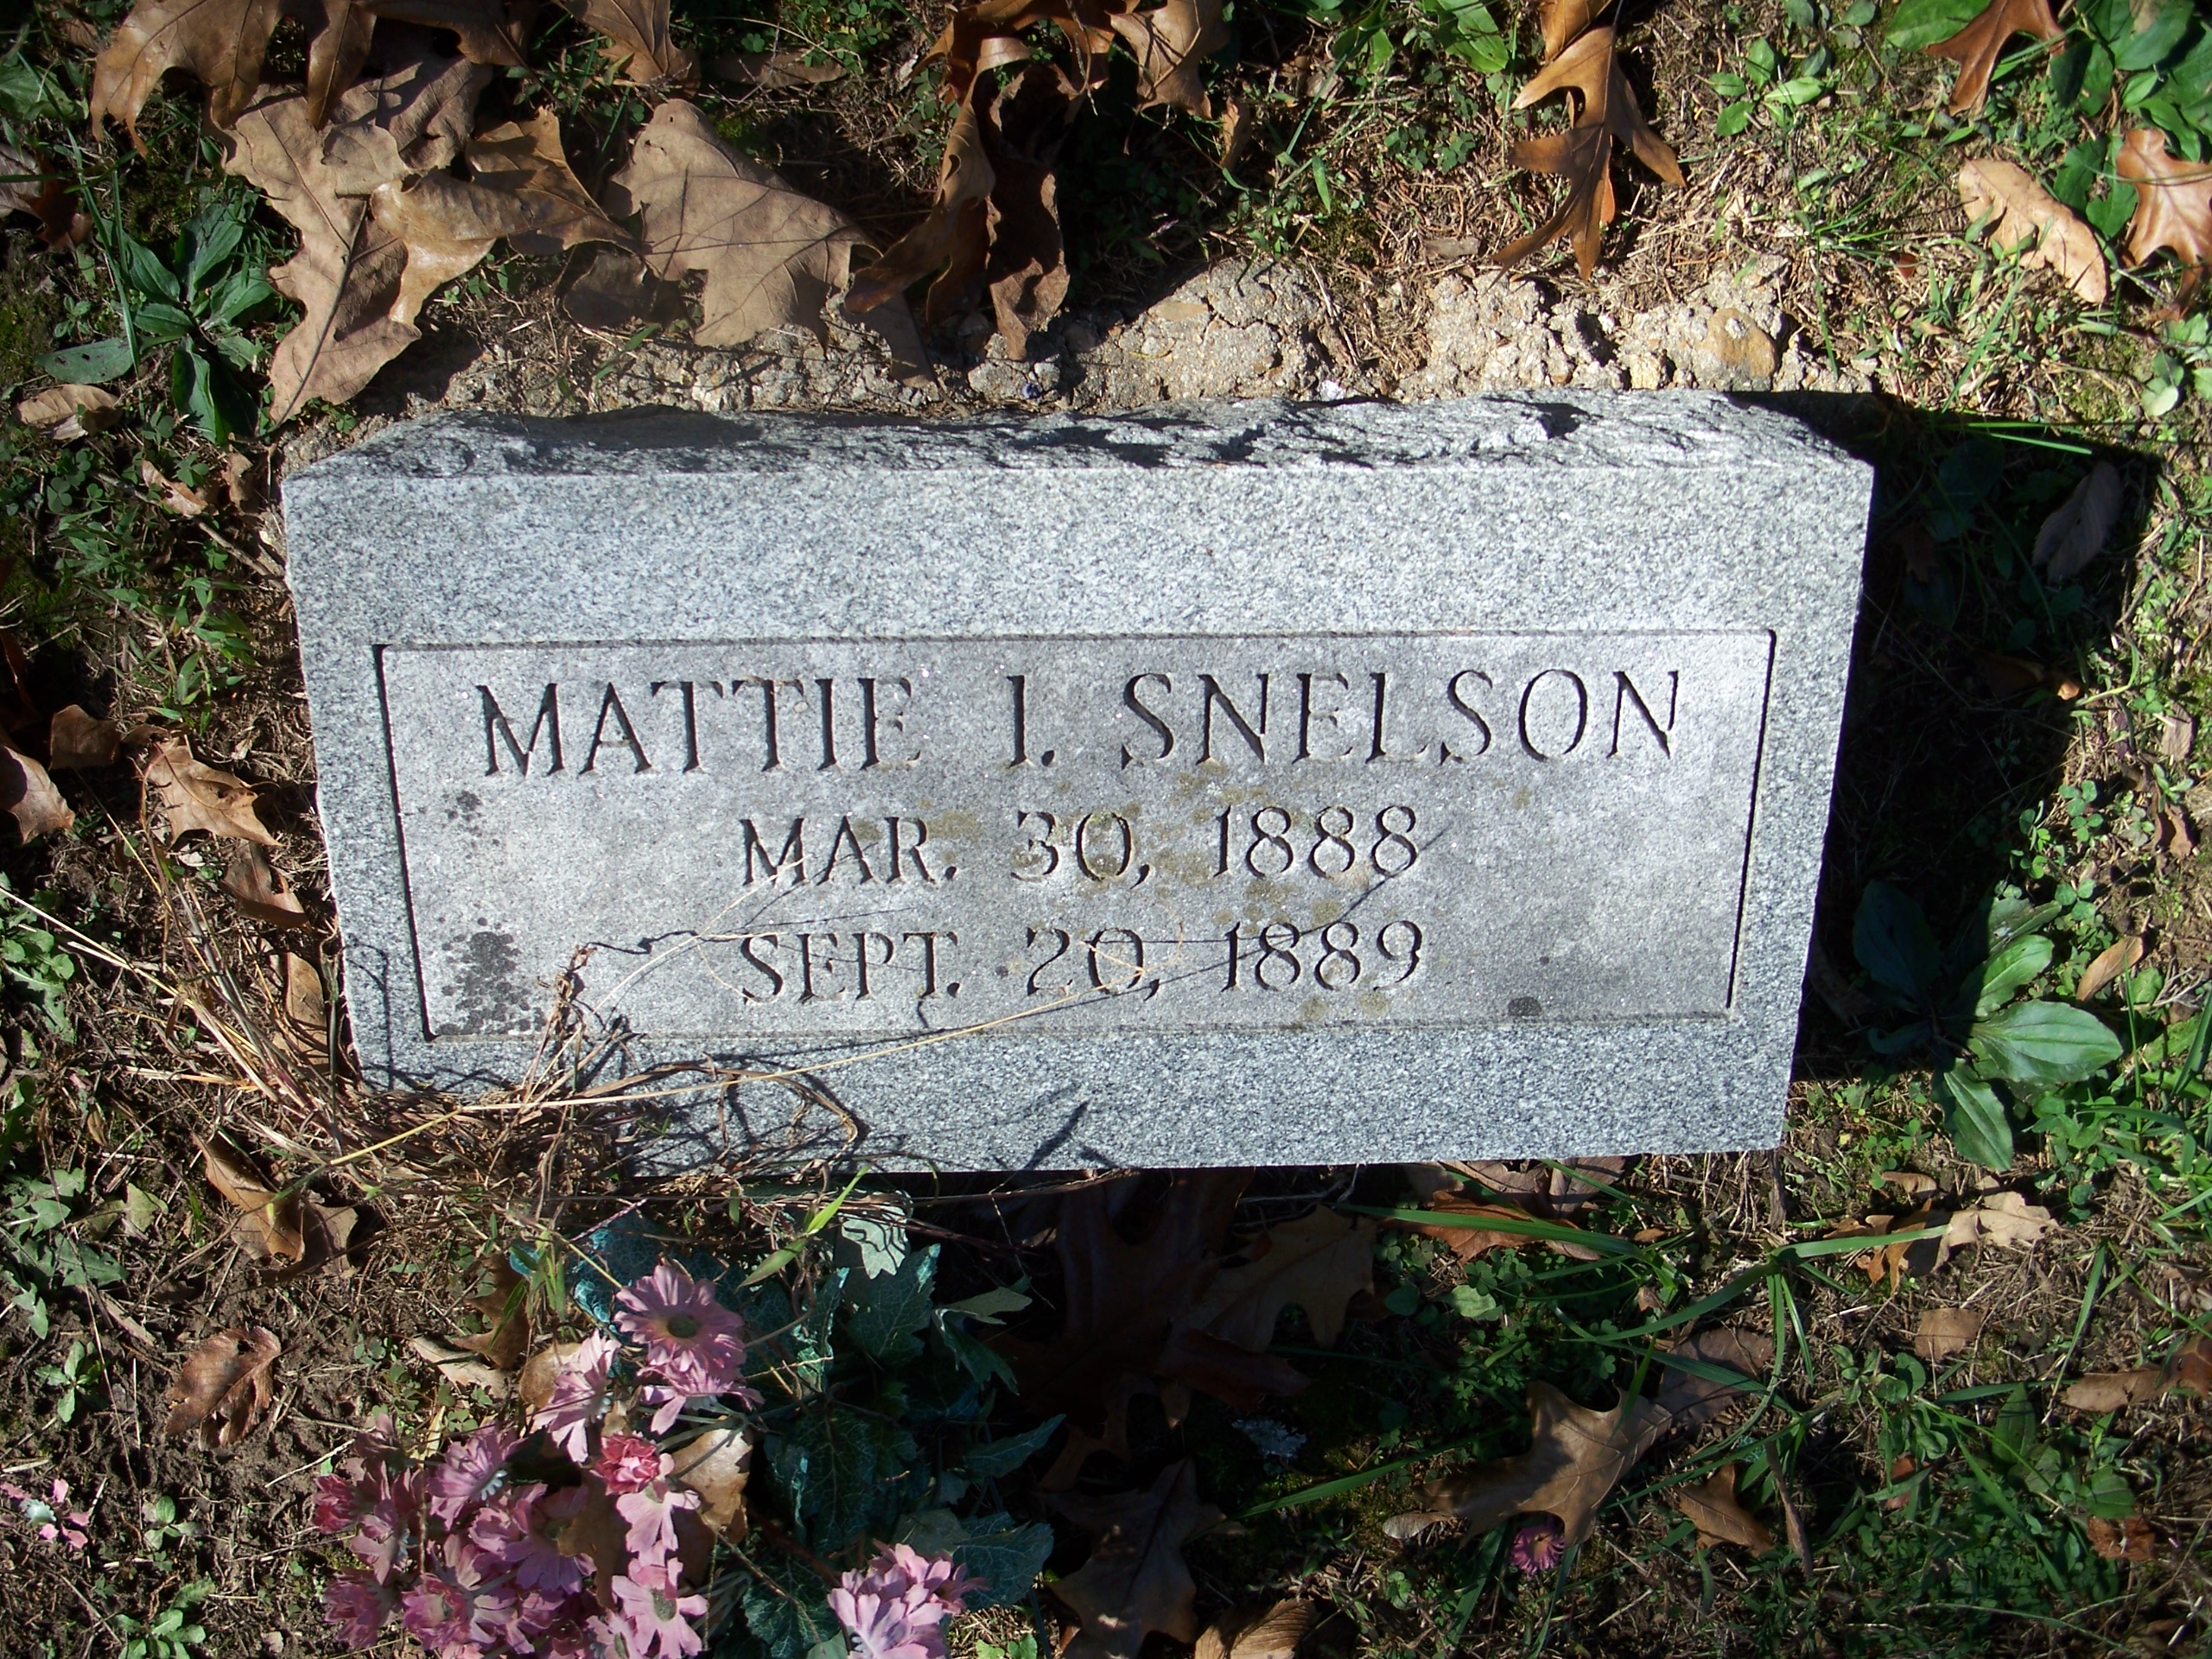 MATTIE I. SNELSON
MAR. 30, 1888
SEPT. 20, 1889